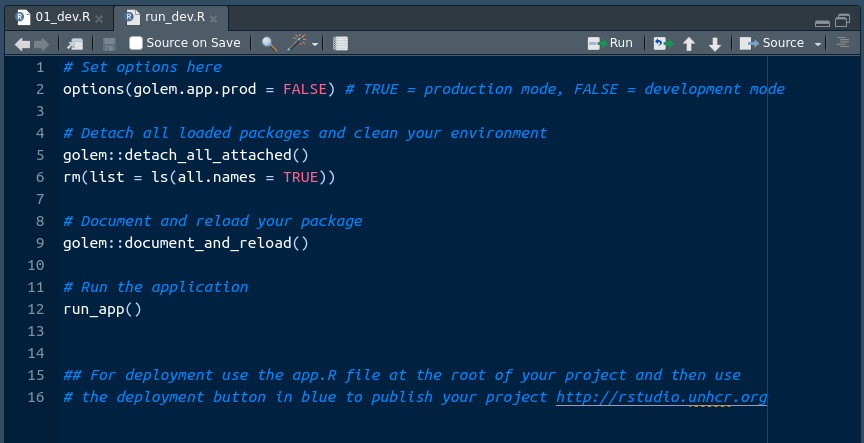 01_dev.R
run_dev.R
Source on Save
Run
Source
1 # Set options here
2 options(golem.app.prod = FALSE) # TRUE = production mode, FALSE = development mode
3
4 # Detach all loaded packages and clean your environment
5 golem::detach_all_attached()
6 rm(list = ls(all.names = TRUE))
7
8 # Document and reload your package
9 golem::document_and_reload()
10
11 # Run the application
12 run_app()
13
14
15 ## For deployment use the app.R file at the root of your project and then use
16 # the deployment button in blue to publish your project http://rstudio.unhcr.org